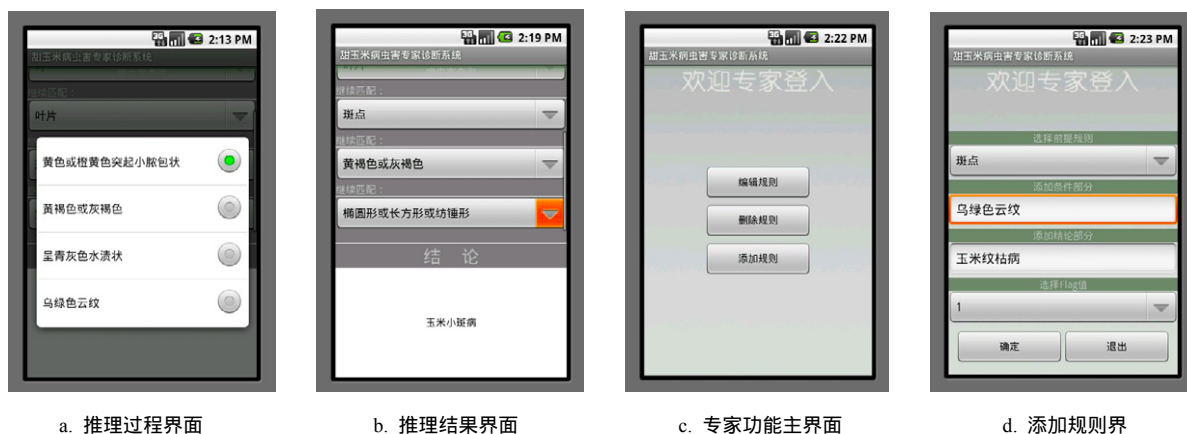 2:13 PM
甜玉米病虫害专家诊断系统
继续匹配：
叶片
黄色或橙黄色突起小脓包状
黄褐色或灰褐色
呈青灰色水渍状
乌绿色云纹
a. 推理过程界面
2:19 PM
甜玉米病虫害专家诊断系统
继续匹配：
斑点
继续匹配：
黄褐色或灰褐色
继续匹配：
椭圆形或长方形或纺锤形
结 论
玉米小斑病
b. 推理结果界面
2:22 PM
甜玉米病虫害专家诊断系统
欢迎专家登入
编辑规则
删除规则
添加规则
c. 专家功能主界面
2:23 PM
甜玉米病虫害专家诊断系统
欢迎专家登入
选择前提规则
斑点
添加条件部分
乌绿色云纹
添加结论部分
玉米纹枯病
选择Flag值
1
确定
退出
d. 添加规则界